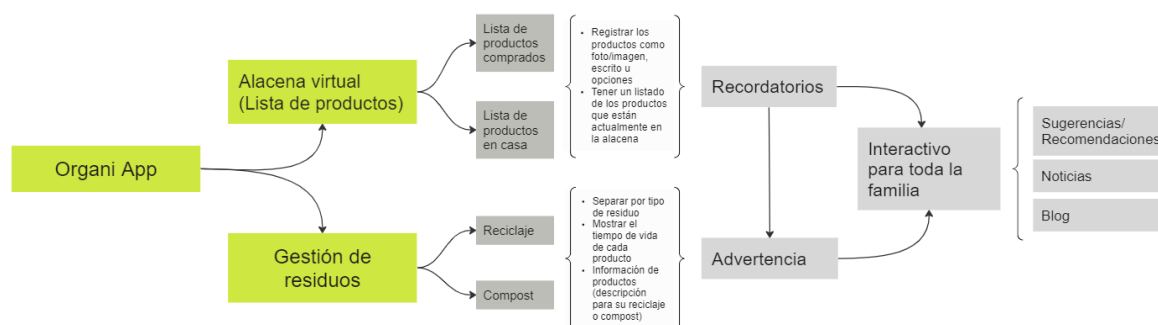 Organi App
Alacena virtual
(Lista de productos)
Gestión de
residuos
Lista de
productos
comprados
Lista de
productos
en casa
Reciclaje
Compost
• Registrar los
productos como
foto/imagen,
escrito u
opciones
• Tener un listado
de los productos
que están
actualmente en
la alacena
• Separar por tipo
de residuo
• Mostrar el
tiempo de vida
de cada
producto
• Información de
productos
(descripción
para su reciclaje
o compost)
Recordatorios
Advertencia
Interactivo
para toda la
familia
Sugerencias/
Recomendaciones
Noticias
Blog